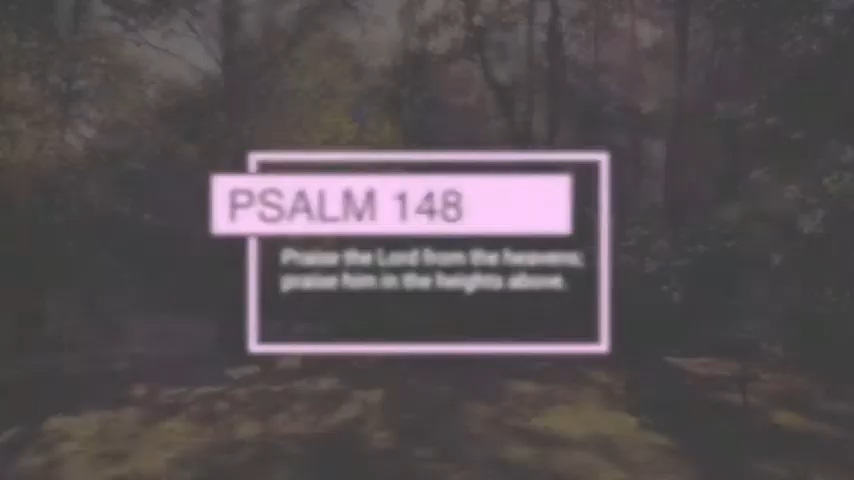 PSALM 148
Praise the Lord from the heavens;
praise him in the heights above.